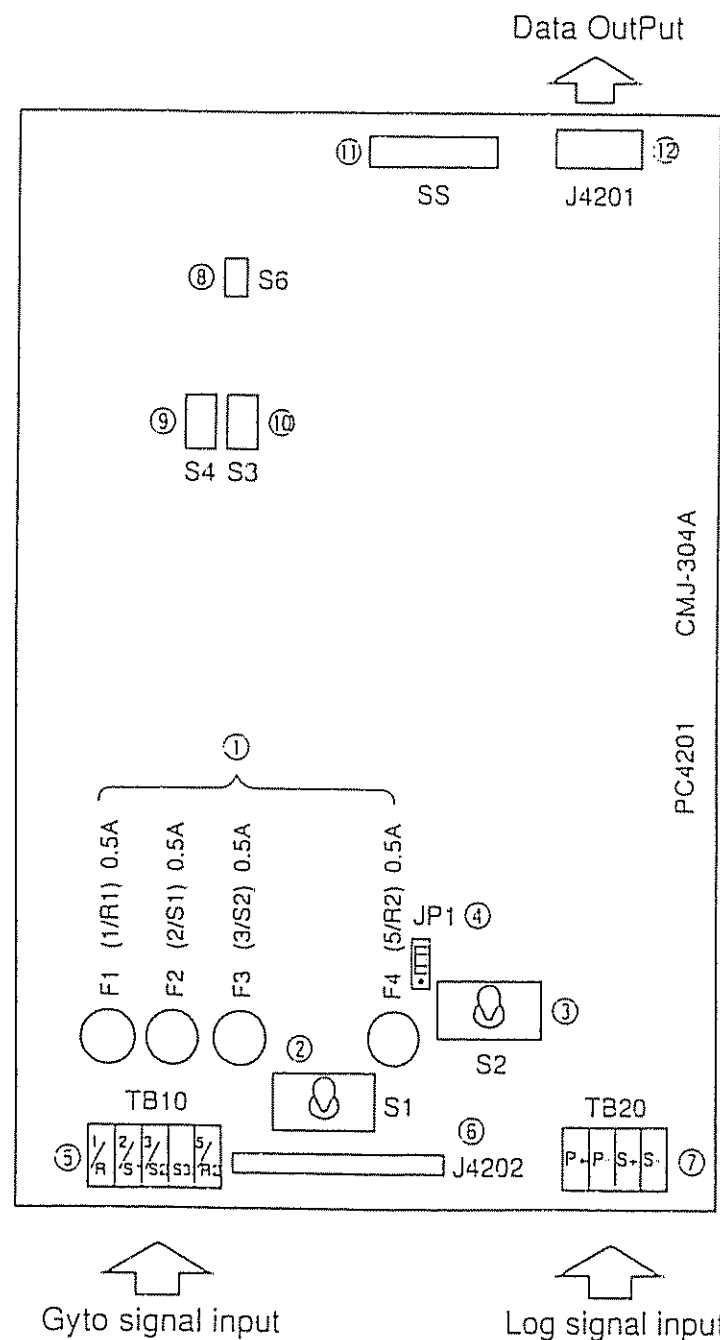 Data OutPut
⑪
SS
J4201
⑫
⑧ S6
⑨
S4 S3
⑩
CMJ-304A
PC4201
①
F1 (1/R1) 0.5A
F2 (2/S1) 0.5A
F3 (3/S2) 0.5A
F4 (5/R2) 0.5A
JP1 ④
③
S2
②
S1
TB10
⑤ 1/R 2/S1 3/S2 S3 5/R2
⑥
J4202
TB20
P+ P- S+ S- ⑦
Gyto signal input
Log signal input